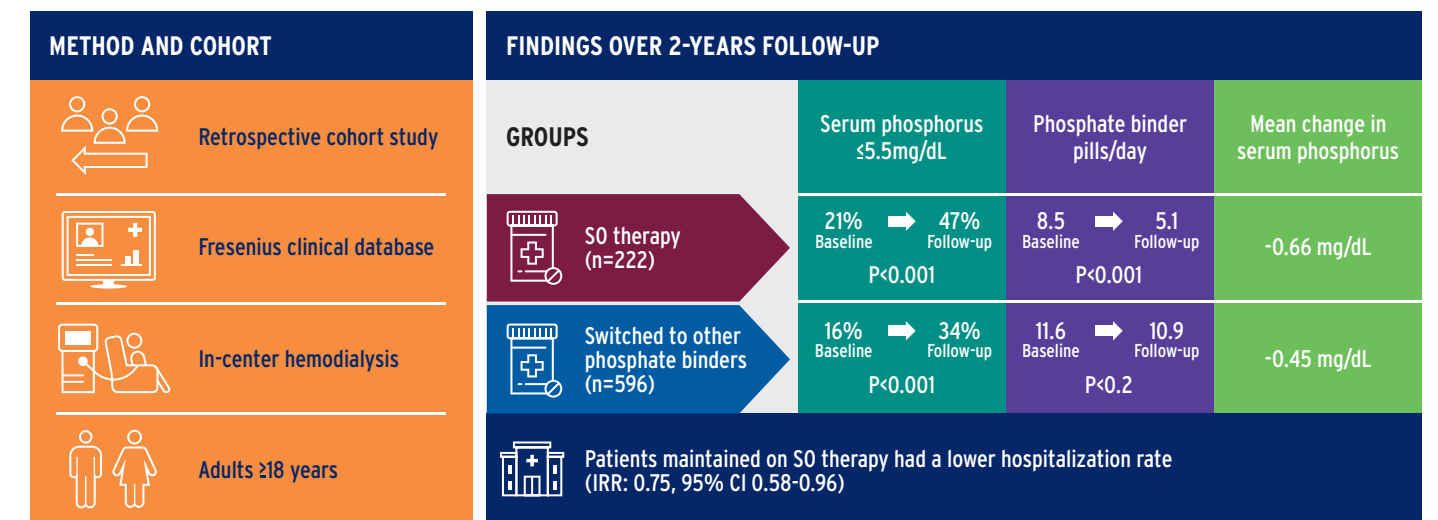 METHOD AND COHORT
Retrospective cohort study
Fresenius clinical database
In-center hemodialysis
Adults ≥18 years
FINDINGS OVER 2-YEARS FOLLOW-UP
GROUPS
Serum phosphorus
≤5.5mg/dL
Phosphate binder
pills/day
Mean change in
serum phosphorus
SO therapy
(n=222)
21% 47%
Baseline Follow-up
P<0.001
8.5 5.1
Baseline Follow-up
P<0.001
-0.66 mg/dL
Switched to other
phosphate binders
(n=596)
16% 34%
Baseline Follow-up
P<0.001
11.6 10.9
Baseline Follow-up
P<0.2
-0.45 mg/dL
Patients maintained on SO therapy had a lower hospitalization rate
(IRR: 0.75, 95% CI 0.58-0.96)